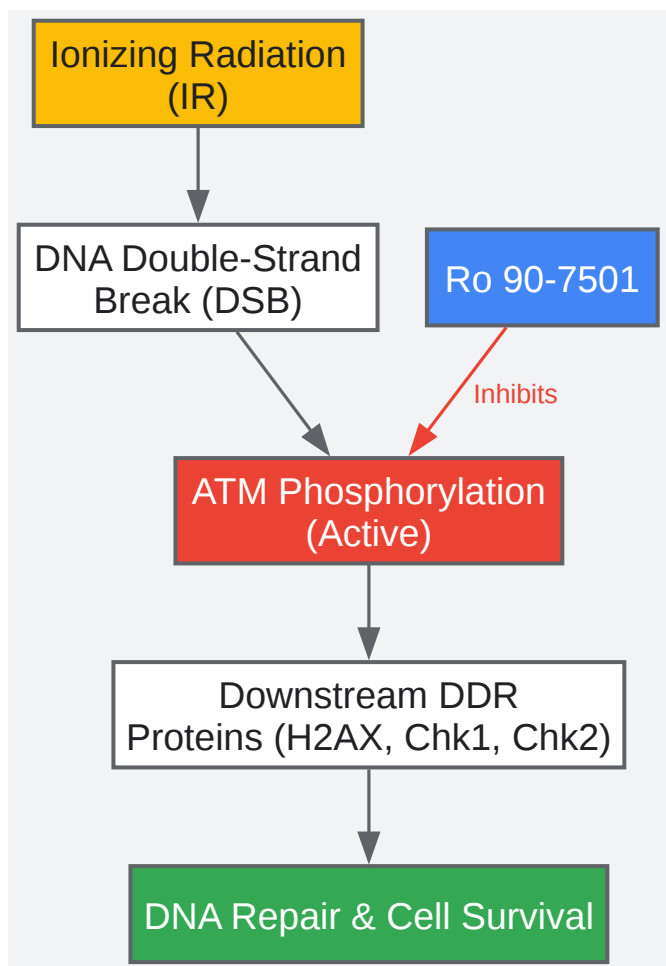 Ionizing Radiation
(IR)
DNA Double-Strand
Break (DSB)
Ro 90-7501
Inhibits
ATM Phosphorylation
(Active)
Downstream DDR
Proteins (H2AX, Chk1, Chk2)
DNA Repair & Cell Survival